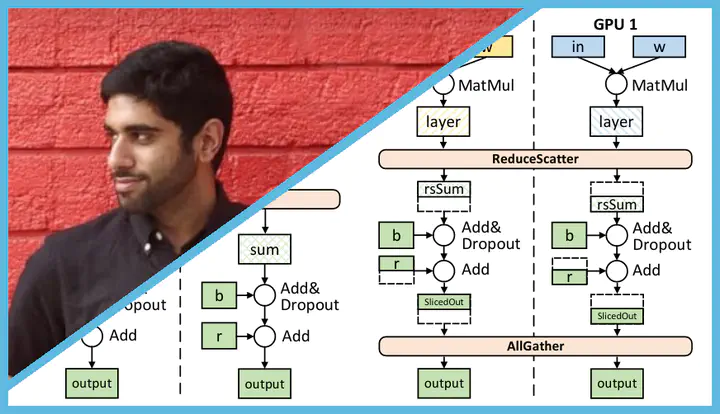 GPU 1
w
in
w
MatMul
MatMul
layer
layer
ReduceScatter
rsSum
rsSum
b
Add&
Dropout
b
Add&
Dropout
r
Add
r
Add
SlicedOut
SlicedOut
AllGather
output
output
sum
b
Add&
Dropout
r
Add
output
Dropout
Add
output